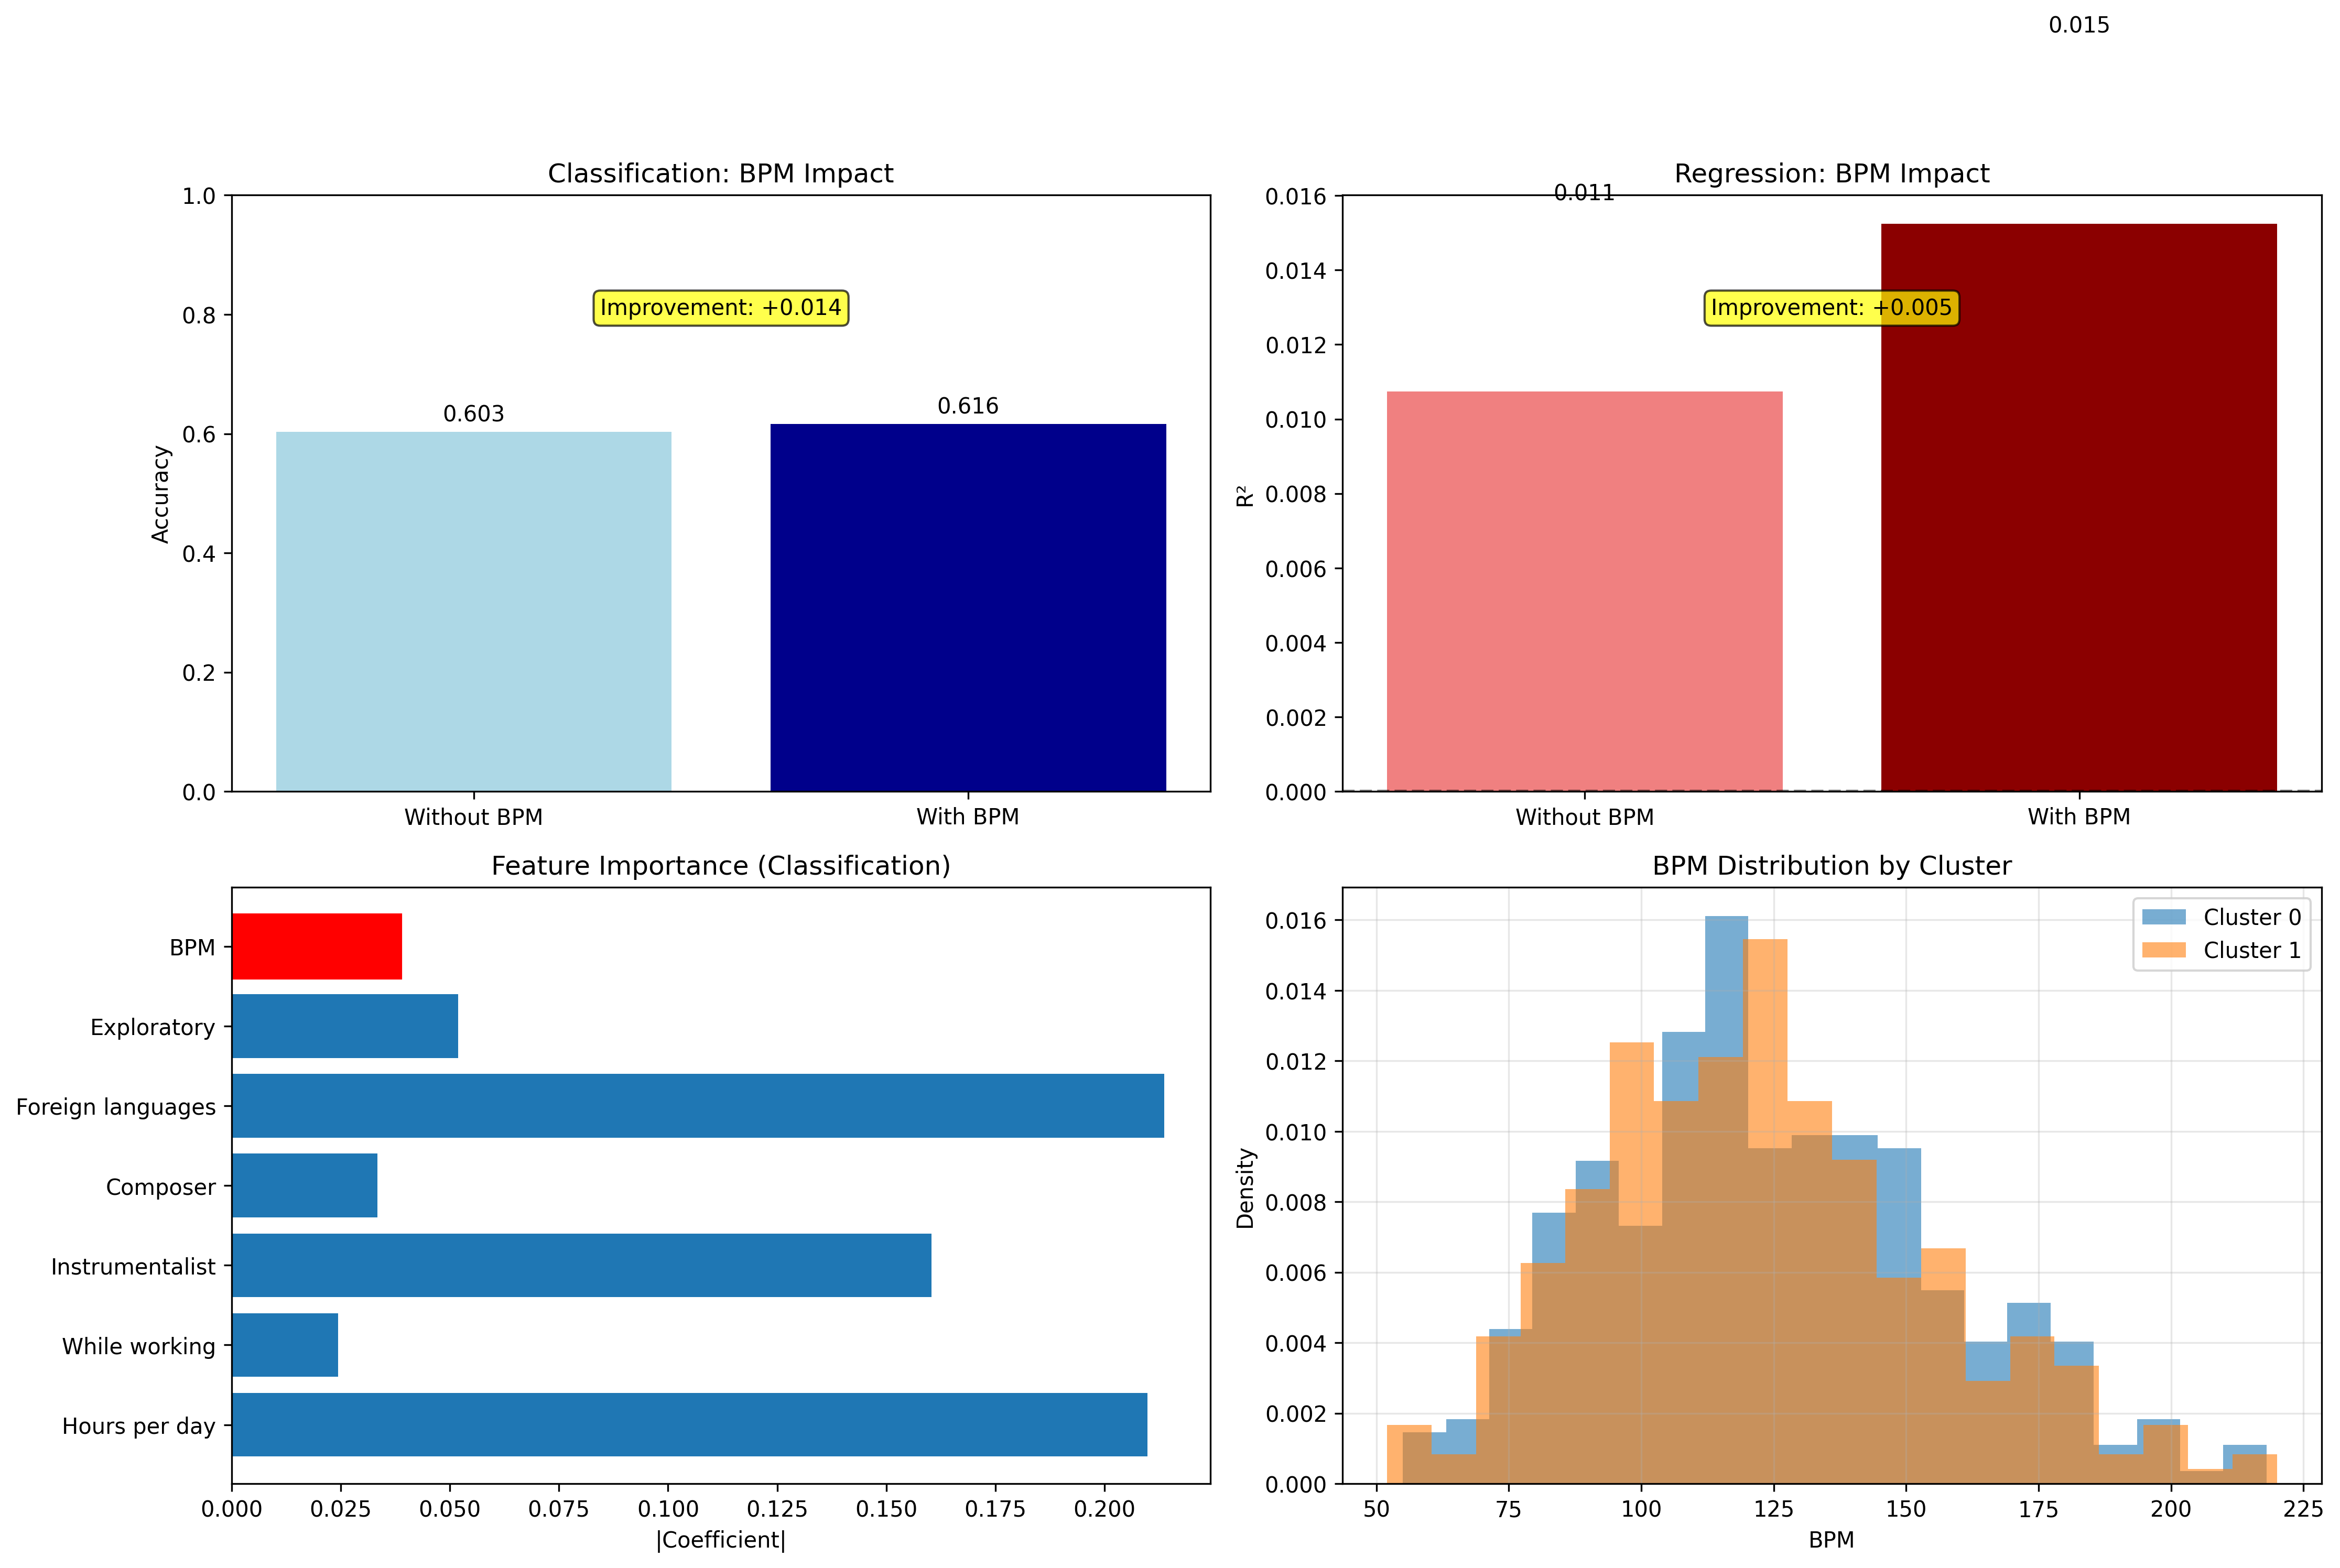 0.015
Classification: BPM Impact
Accuracy
1.0
0.8
0.6
0.4
0.2
0.0
Improvement: +0.014
0.603
0.616
Without BPM
With BPM
Regression: BPM Impact
R²
0.016
0.014
0.012
0.010
0.008
0.006
0.004
0.002
0.000
0.011
Improvement: +0.005
Without BPM
With BPM
Feature Importance (Classification)
BPM
Exploratory
Foreign languages
Composer
Instrumentalist
While working
Hours per day
0.000
0.025
0.050
0.075
0.100
0.125
0.150
0.175
0.200
|Coefficient|
BPM Distribution by Cluster
Density
0.016
0.014
0.012
0.010
0.008
0.006
0.004
0.002
0.000
Cluster 0
Cluster 1
50
75
100
125
150
175
200
225
BPM